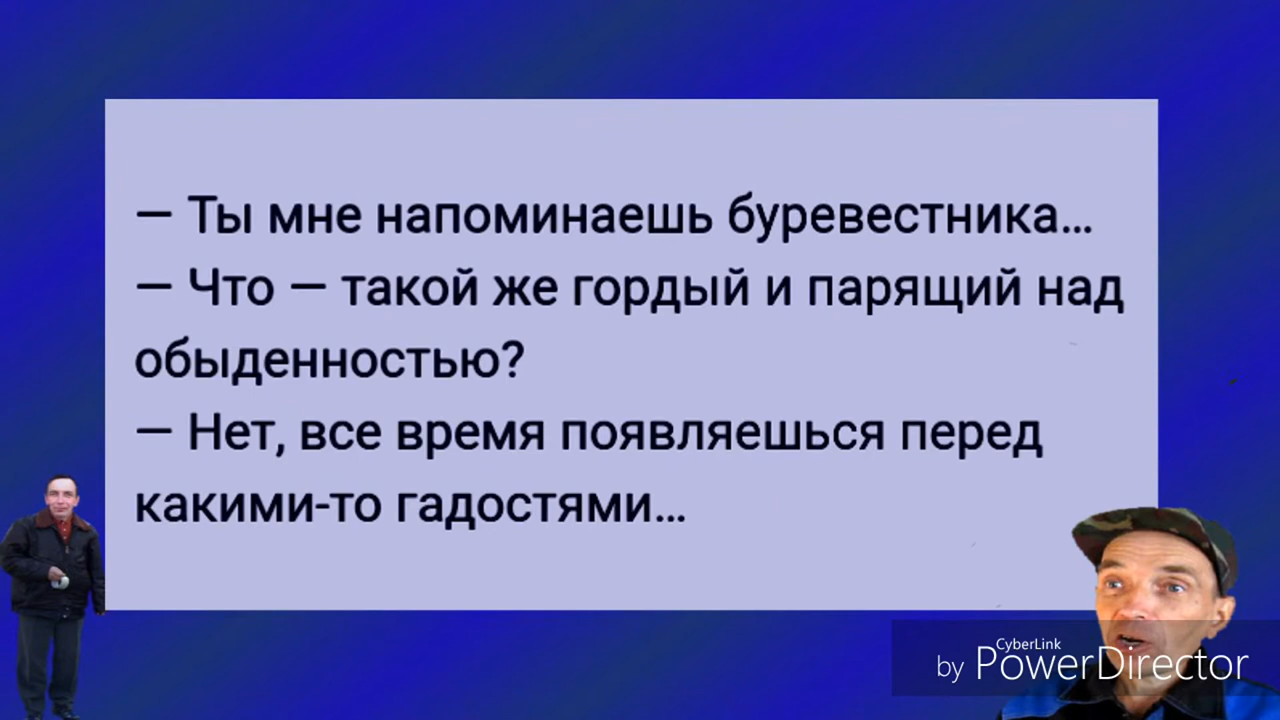 — Ты мне напоминаешь буревестника...
— Что — такой же гордый и парящий над
обыденностью?
— Нет, все время появляешься перед
какими-то гадостями...
CyberLink
by PowerDirector